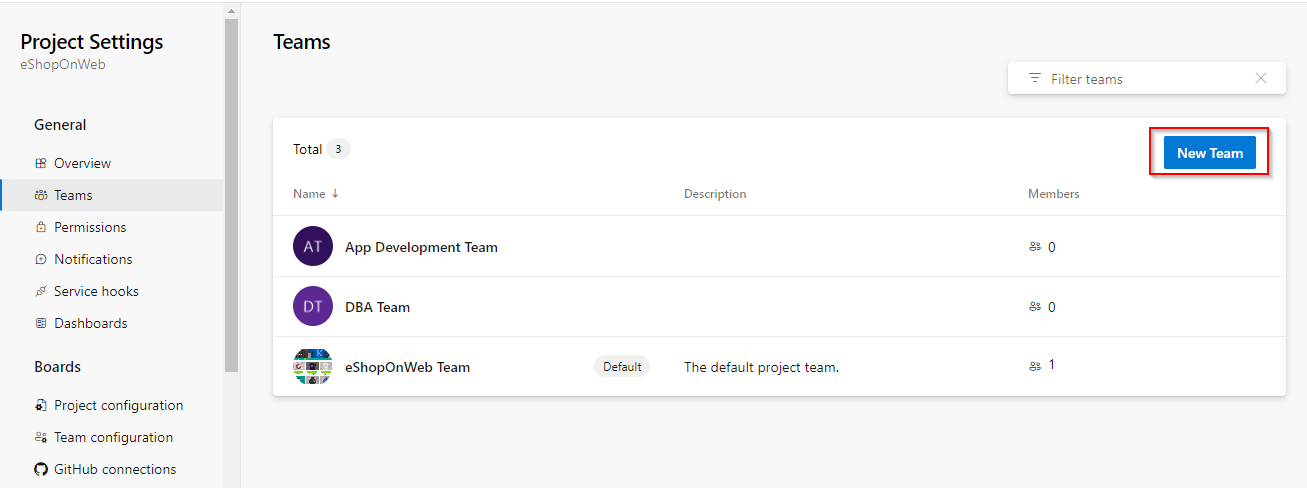 Project Settings
eShopOnWeb
General
Overview
Teams
Permissions
Notifications
Service hooks
Dashboards
Boards
Project configuration
Team configuration
GitHub connections
Teams
Filter teams
Total 3
New Team
Name ↓ Description Members
AT App Development Team 0
DT DBA Team 0
eShopOnWeb Team Default The default project team. 1